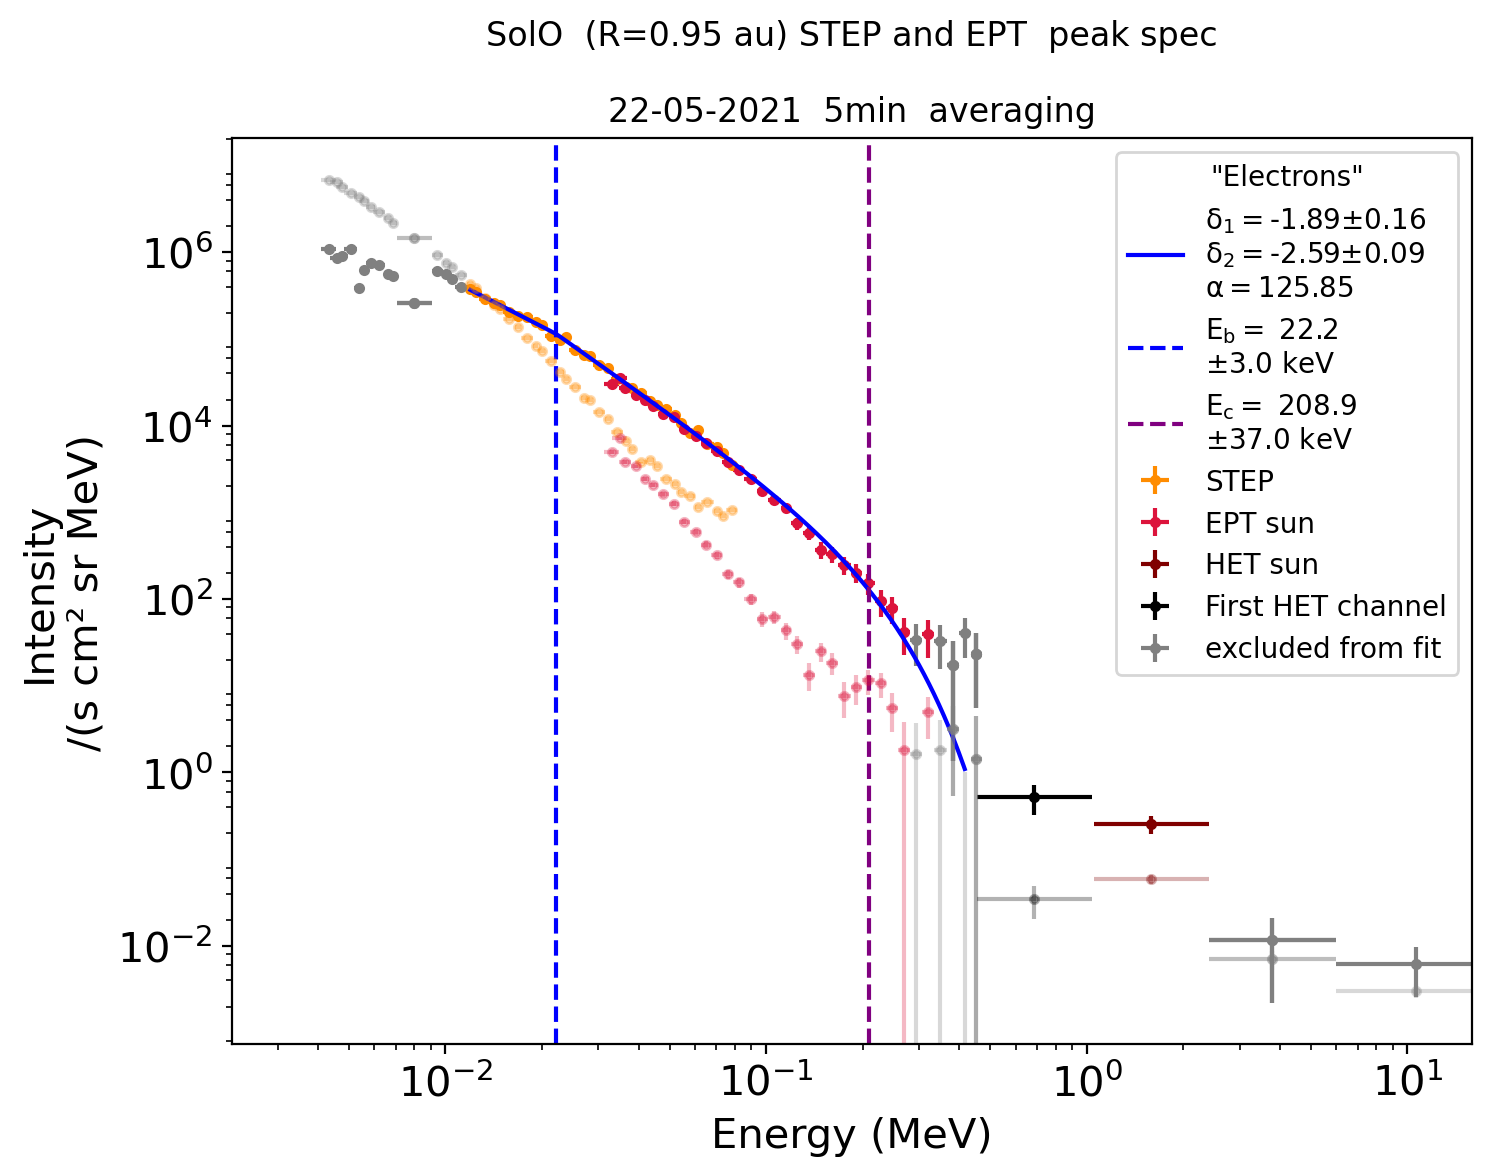 SolO  (R=0.95 au) STEP and EPT  peak spec
22-05-2021  5min  averaging
"Electrons"
δ₁ = -1.89±0.16
δ₂ = -2.59±0.09
α = 125.85
E_b =  22.2
±3.0 keV
E_c =  208.9
±37.0 keV
STEP
EPT sun
HET sun
First HET channel
excluded from fit
Intensity
/(s cm² sr MeV)
10⁶
10⁴
10²
10⁰
10⁻²
10⁻² 10⁻¹ 10⁰ 10¹
Energy (MeV)